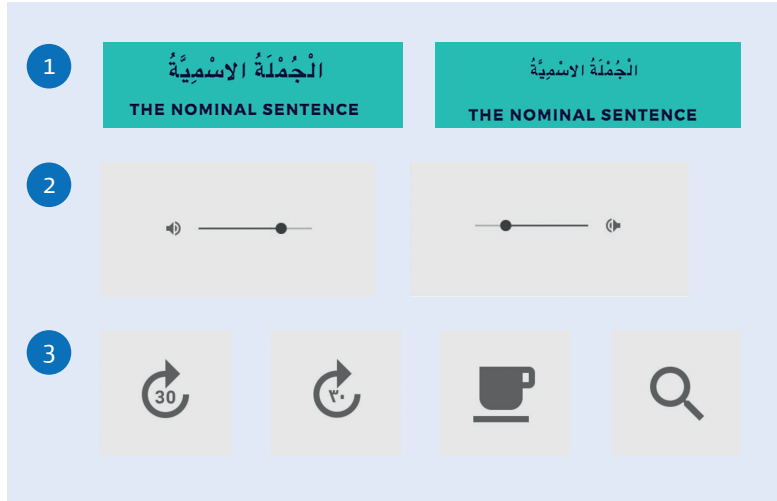 1
الْجُمْلَةُ الاسْمِيَّةُ
THE NOMINAL SENTENCE
الْجُمْلَةُ الاسْمِيَّةُ
THE NOMINAL SENTENCE
2
3
30
٣٠